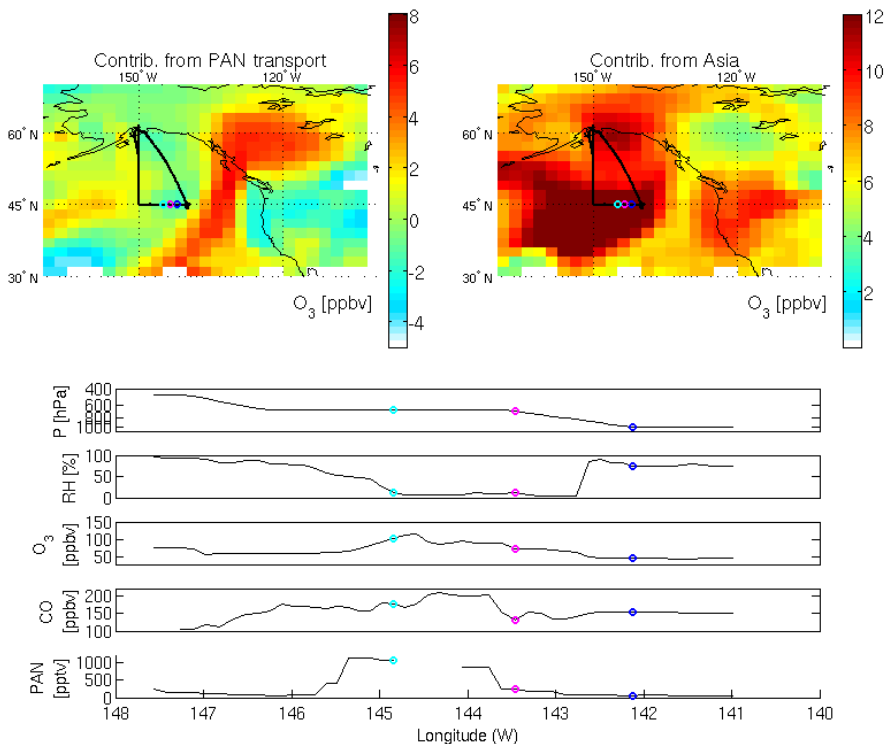 Contrib. from PAN transport
150°W 120°W
60°N
45°N
30°N
8
6
4
2
0
-2
-4
O3 [ppbv]
Contrib. from Asia
150°W 120°W
60°N
45°N
30°N
12
10
8
6
4
2
O3 [ppbv]
P [hPa]
400
600
800
1000
RH [%]
100
50
0
O3 [ppbv]
150
100
50
CO [ppbv]
200
150
100
PAN [pptv]
1000
500
0
148 147 146 145 144 143 142 141 140
Longitude (W)